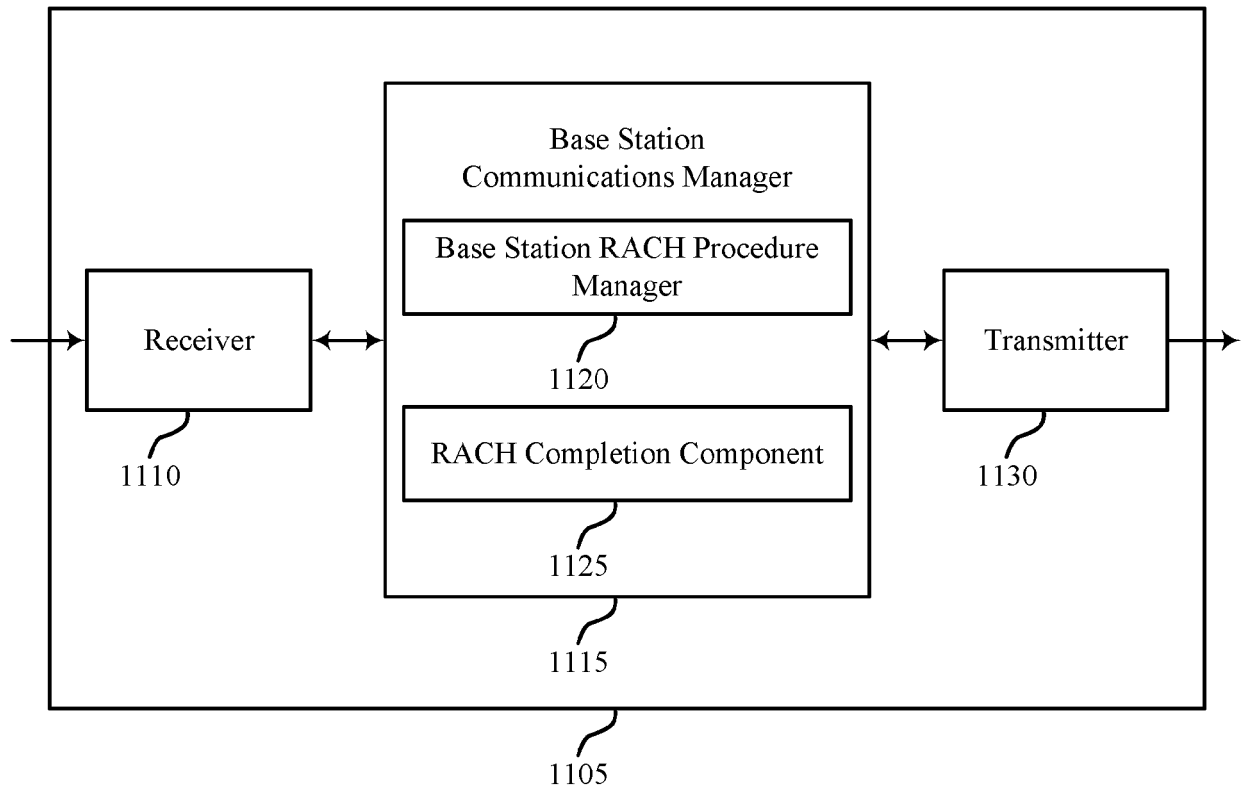 Base Station
Communications Manager
Base Station RACH Procedure
Manager
1120
RACH Completion Component
1125
1115
Receiver
1110
Transmitter
1130
1105